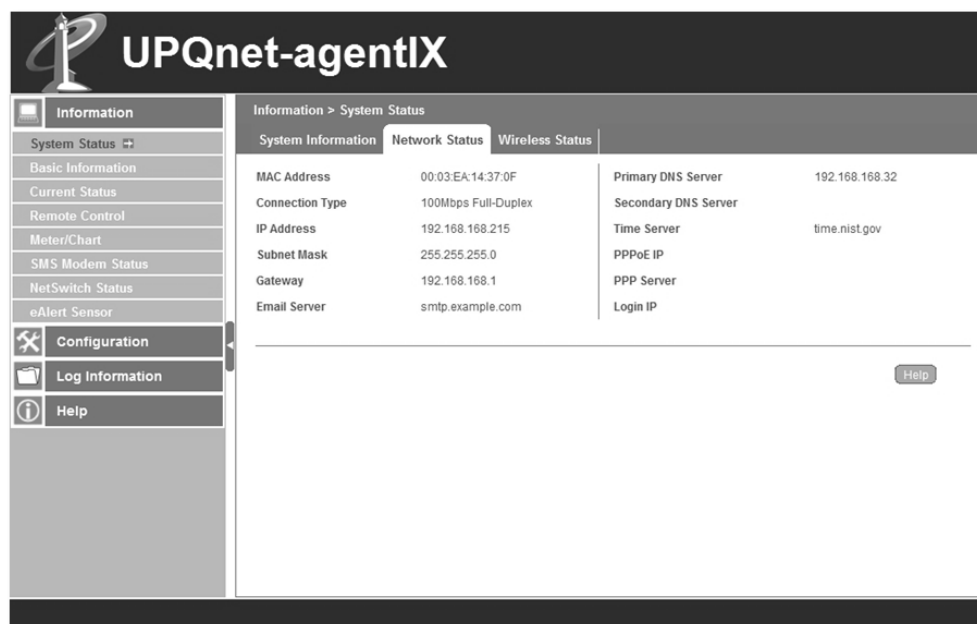 UPQnet-agentIX
Information
System Status
Basic Information
Current Status
Remote Control
Meter/Chart
SMS Modem Status
NetSwitch Status
eAlert Sensor
Configuration
Log Information
Help
Information > System Status
System Information Network Status Wireless Status
MAC Address 00:03:EA:14:37:0F
Connection Type 100Mbps Full-Duplex
IP Address 192.168.168.215
Subnet Mask 255.255.255.0
Gateway 192.168.168.1
Email Server smtp.example.com
Primary DNS Server 192.168.168.32
Secondary DNS Server
Time Server time.nist.gov
PPPoE IP
PPP Server
Login IP
Help